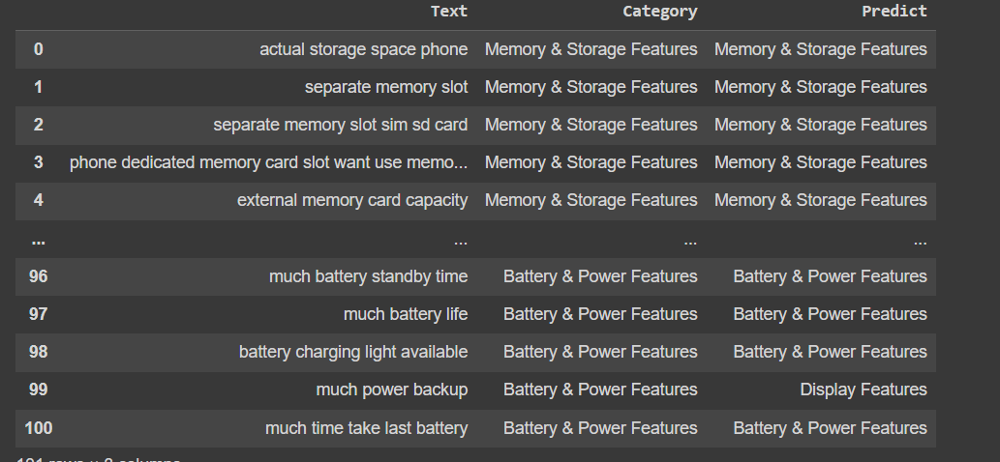 Text Category Predict
0 actual storage space phone Memory & Storage Features Memory & Storage Features
1 separate memory slot Memory & Storage Features Memory & Storage Features
2 separate memory slot sim sd card Memory & Storage Features Memory & Storage Features
3 phone dedicated memory card slot want use memo... Memory & Storage Features Memory & Storage Features
4 external memory card capacity Memory & Storage Features Memory & Storage Features
... ... ... ...
96 much battery standby time Battery & Power Features Battery & Power Features
97 much battery life Battery & Power Features Battery & Power Features
98 battery charging light available Battery & Power Features Battery & Power Features
99 much power backup Battery & Power Features Display Features
100 much time take last battery Battery & Power Features Battery & Power Features